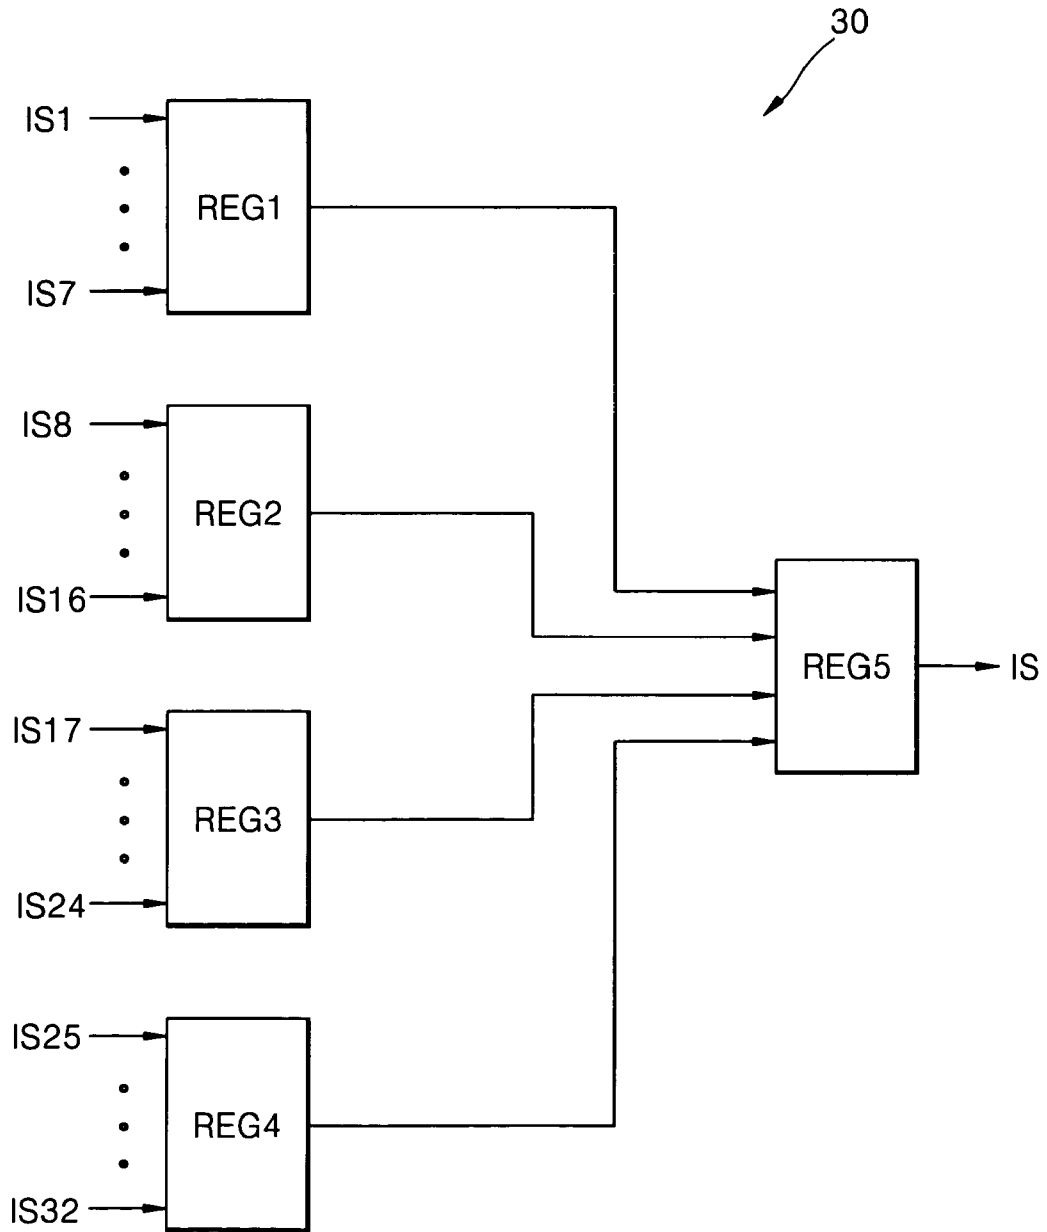 30
IS1
REG1
IS7
IS8
REG2
IS16
REG5
IS
IS17
REG3
IS24
IS25
REG4
IS32